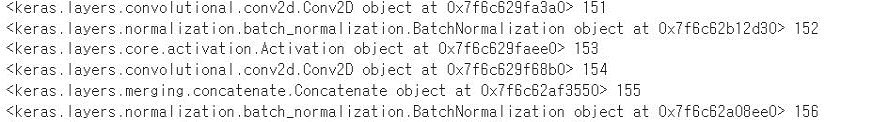 <keras.layers.convolutional.conv2d.Conv2D object at 0x7f6c629fa3a0> 151
<keras.layers.normalization.batch_normalization.BatchNormalization object at 0x7f6c62b12d30> 152
<keras.layers.core.activation.Activation object at 0x7f6c629faee0> 153
<keras.layers.convolutional.conv2d.Conv2D object at 0x7f6c629f68b0> 154
<keras.layers.merging.concatenate.Concatenate object at 0x7f6c62af3550> 155
<keras.layers.normalization.batch_normalization.BatchNormalization object at 0x7f6c62a08ee0> 156